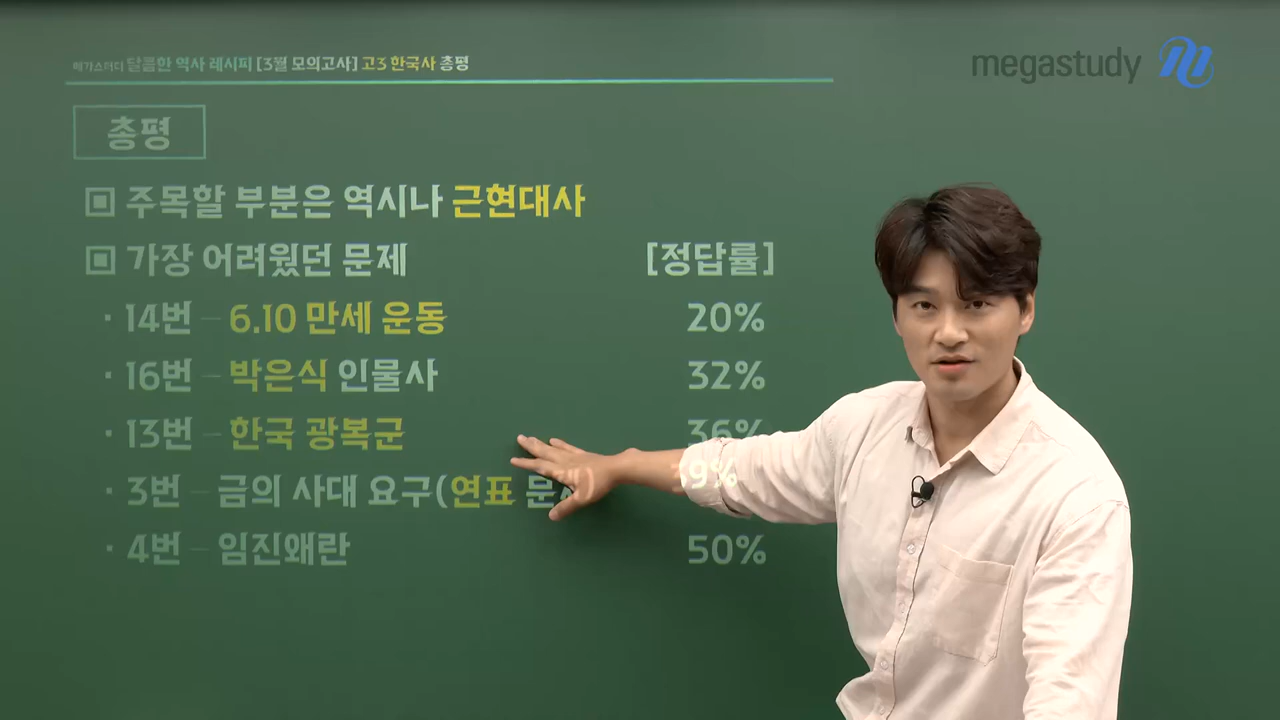 메가스터디 달콤한 역사 레시피 [3월 모의고사] 고3 한국사 총평
megastudy
총평
주목할 부분은 역시나 근현대사
가장 어려웠던 문제 [정답률]
· 14번 – 6.10 만세 운동 20%
· 16번 – 박은식 인물사 32%
· 13번 – 한국 광복군 36%
· 3번 – 금의 사대 요구(연표 문제) 39%
· 4번 – 임진왜란 50%